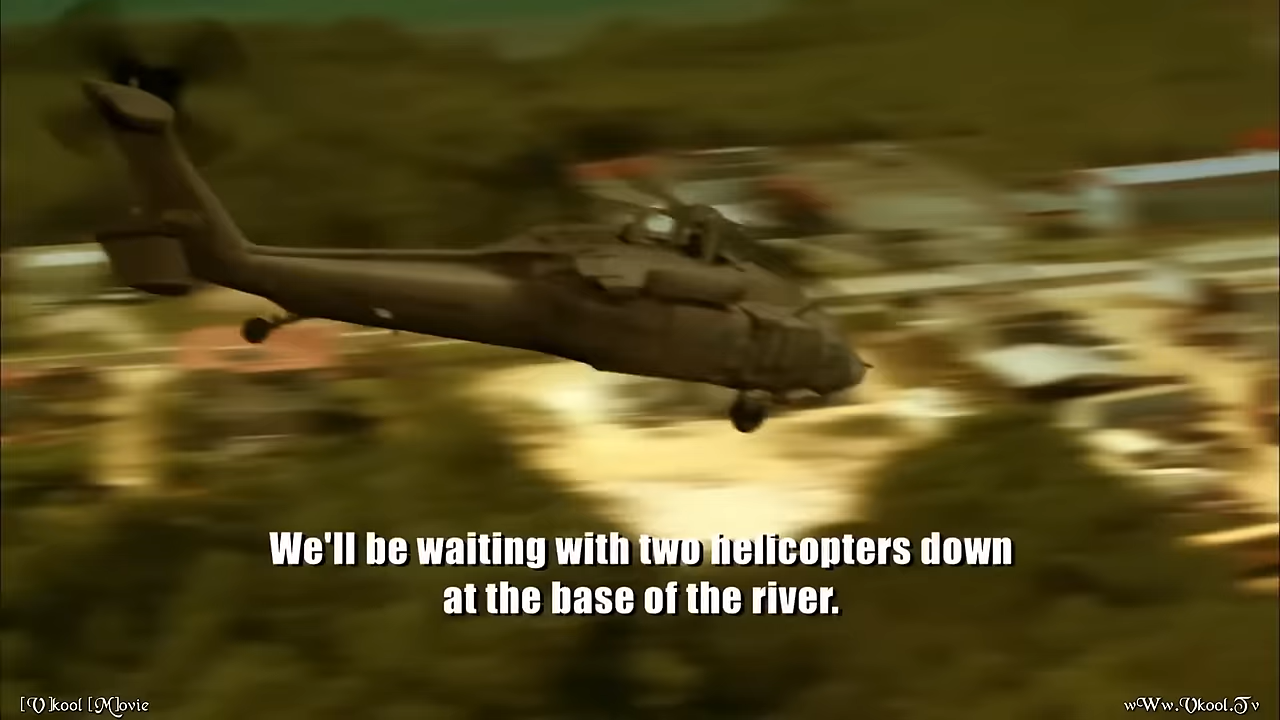 We'll be waiting with two helicopters down
at the base of the river.
[V]kool [M]ovie
wWw.Vkool.Tv